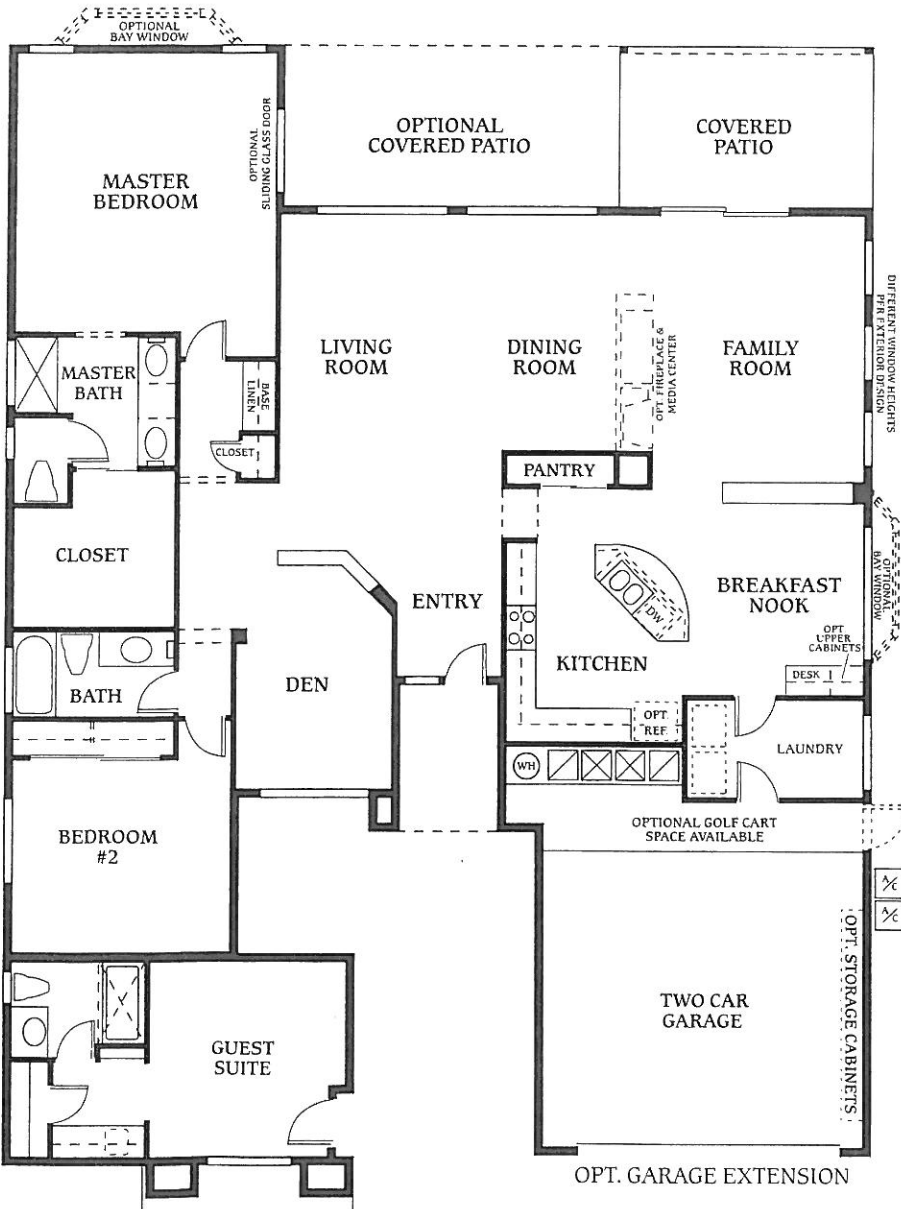 OPTIONAL
BAY WINDOW
OPTIONAL
SLIDING GLASS DOOR
OPTIONAL
COVERED PATIO
COVERED
PATIO
MASTER
BEDROOM
DIFFERENT WINDOW HEIGHTS
PER EXTERIOR DESIGN
LIVING
ROOM
DINING
ROOM
OPT. FIREPLACE &
MEDIA CENTER
FAMILY
ROOM
MASTER
BATH
BASE
LINEN
CLOSET
PANTRY
CLOSET
ENTRY
DW
BREAKFAST
NOOK
OPTIONAL
BAY WINDOW
OPT
UPPER
CABINETS
DESK
KITCHEN
BATH
DEN
OPT.
REF.
LAUNDRY
WH
OPTIONAL GOLF CART
SPACE AVAILABLE
BEDROOM
#2
A/C
A/C
OPT. STORAGE CABINETS
TWO CAR
GARAGE
GUEST
SUITE
OPT. GARAGE EXTENSION